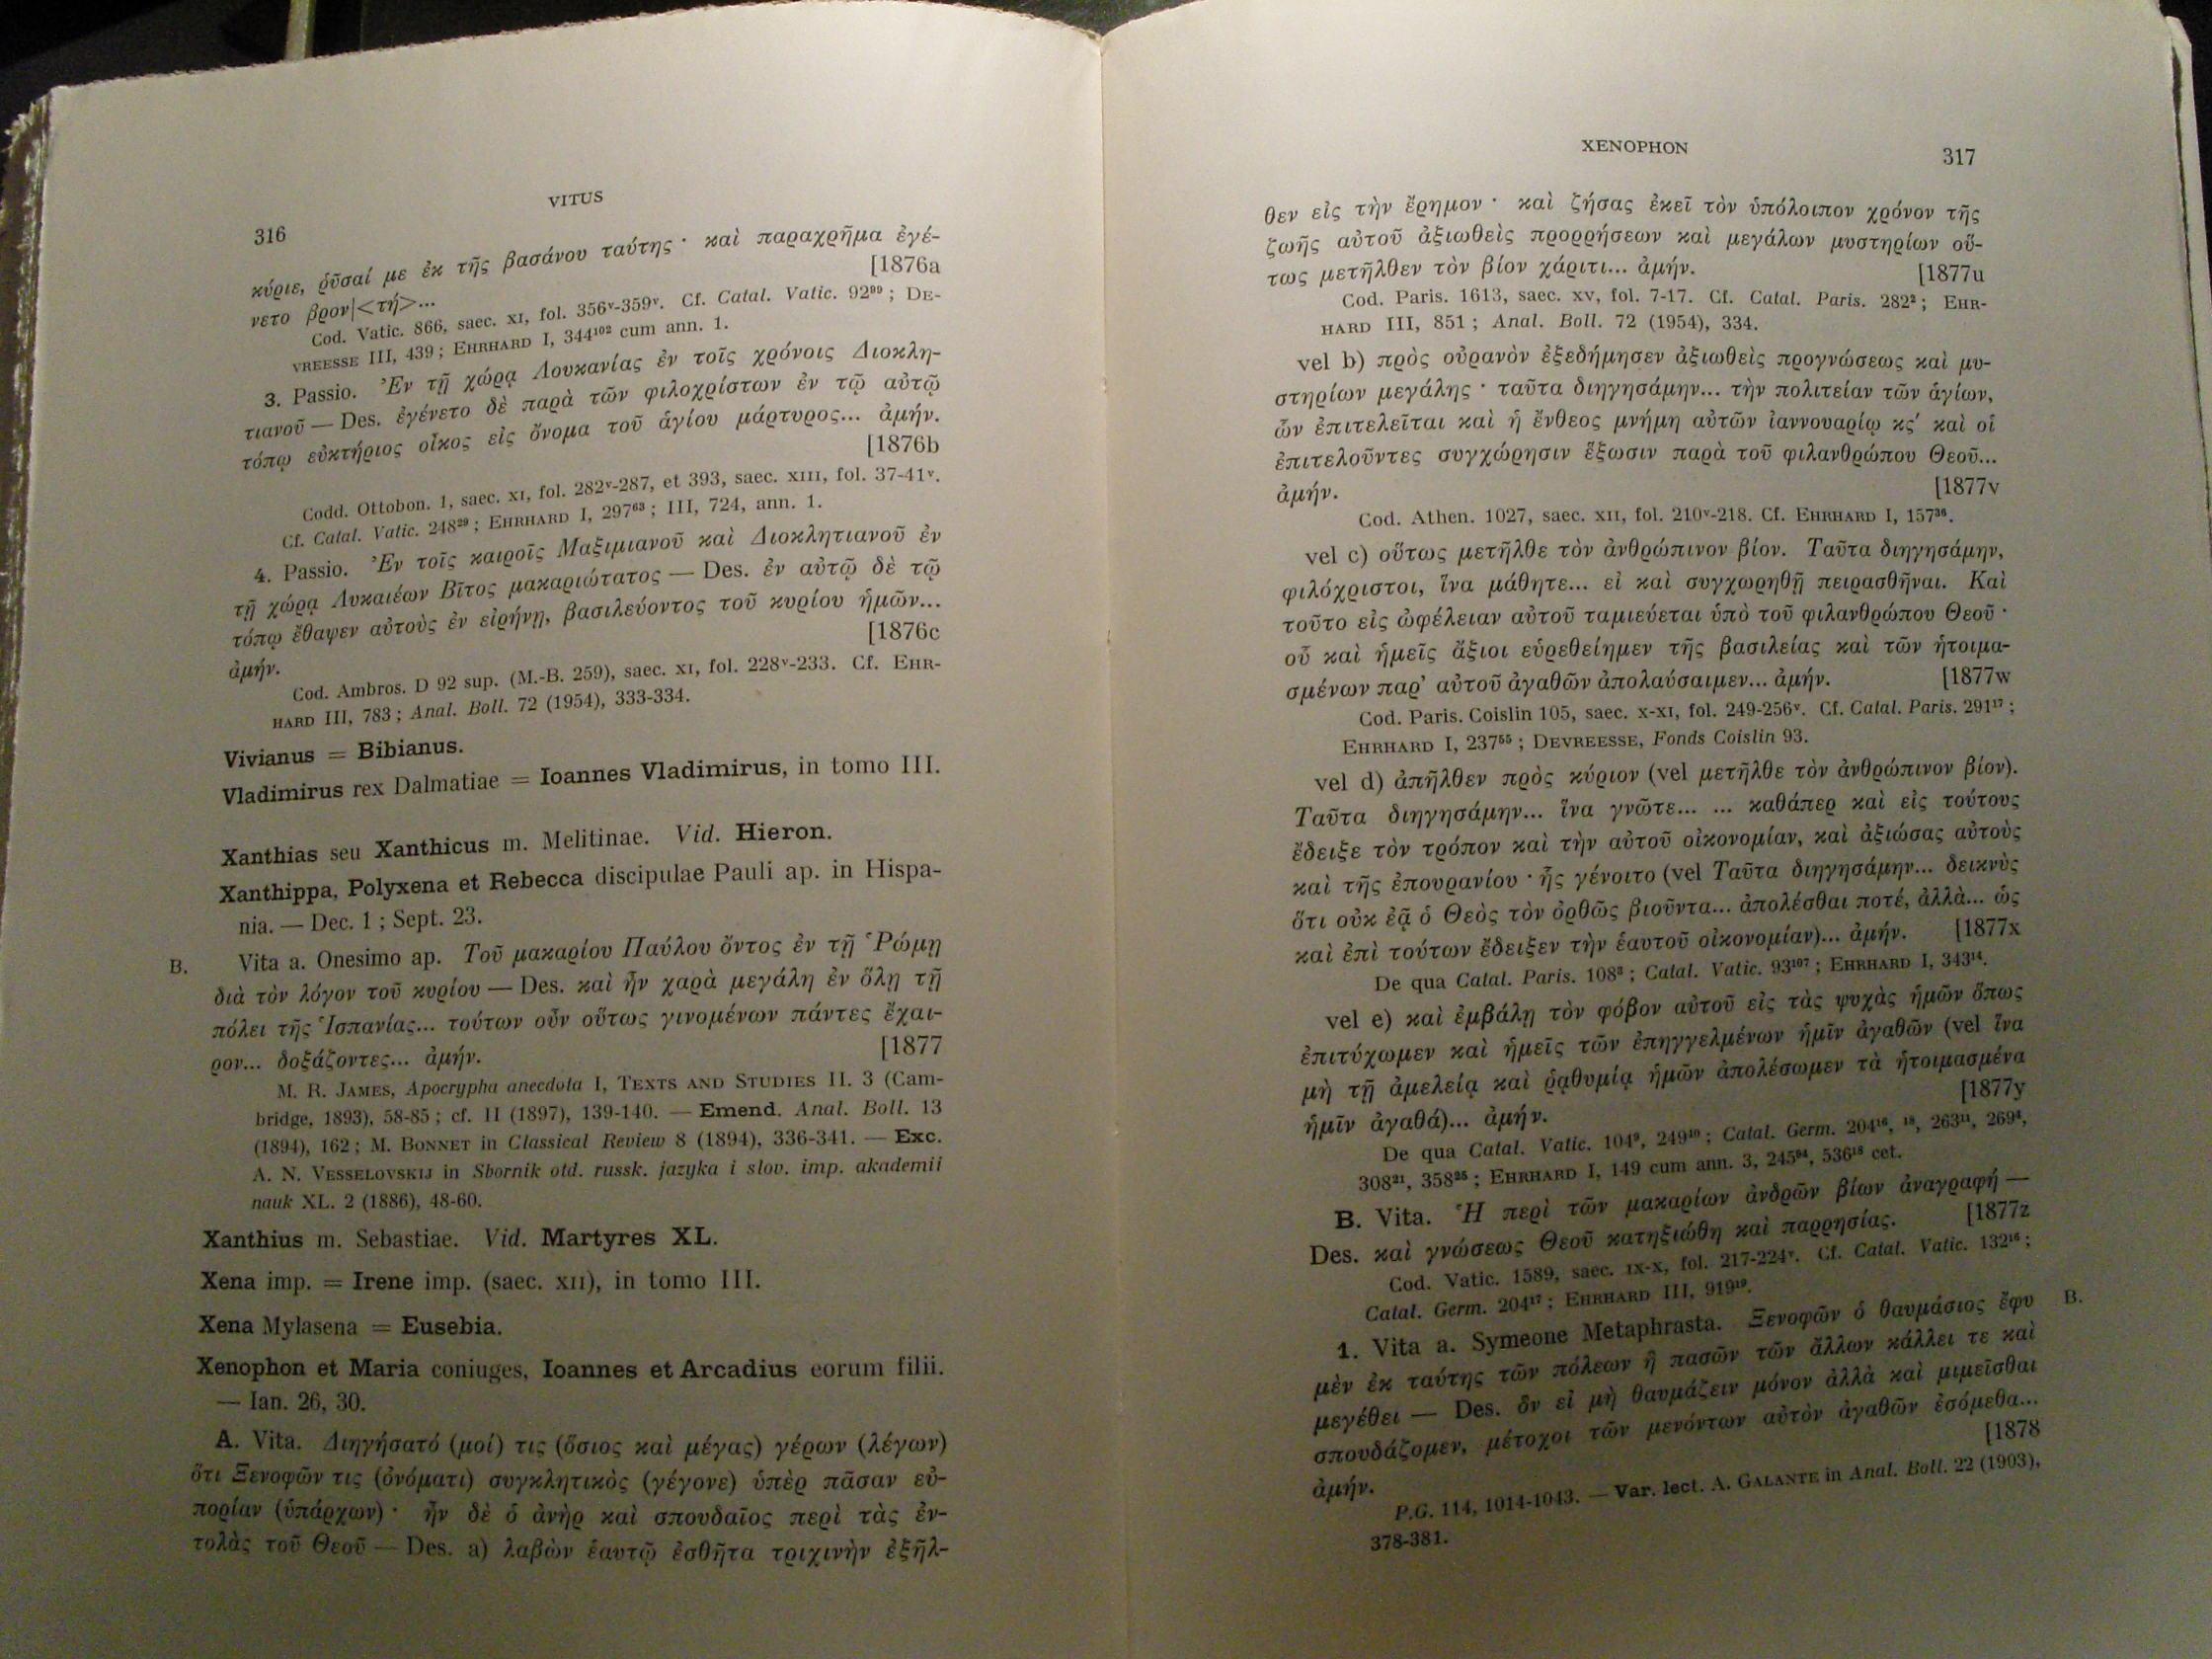 VITUS
316
κύριε, ῥῦσαί με ἐκ τῆς βασάνου ταύτης · καὶ παραχρῆμα ἐγέ-
νετο βρον|<τή>... [1876a
Cod. Vatic. 866, saec. XI, fol. 356ᵛ-359ᵛ. Cf. Catal. Vatic. 92⁹⁹ ; DE-
VREESSE III, 439 ; EHRHARD I, 344¹⁰² cum ann. 1.
3. Passio. Ἐν τῇ χώρᾳ Λουκανίας ἐν τοῖς χρόνοις Διοκλη-
τιανοῦ — Des. ἐγένετο δὲ παρὰ τῶν φιλοχρίστων ἐν τῷ αὐτῷ
τόπῳ εὐκτήριος οἶκος εἰς ὄνομα τοῦ ἁγίου μάρτυρος... ἀμήν.
[1876b
Codd. Ottobon. 1, saec. XI, fol. 282ᵛ-287, et 393, saec. XIII, fol. 37-41ᵛ.
Cf. Catal. Vatic. 248²⁹ ; EHRHARD I, 297⁶³ ; III, 724, ann. 1.
4. Passio. Ἐν τοῖς καιροῖς Μαξιμιανοῦ καὶ Διοκλητιανοῦ ἐν
τῇ χώρᾳ Λυκαιέων Βῖτος μακαριώτατος — Des. ἐν αὐτῷ δὲ τῷ
τόπῳ ἔθαψεν αὐτοὺς ἐν εἰρήνῃ, βασιλεύοντος τοῦ κυρίου ἡμῶν...
ἀμήν. [1876c
Cod. Ambros. D 92 sup. (M.-B. 259), saec. XI, fol. 228ᵛ-233. Cf. EHR-
HARD III, 783 ; Anal. Boll. 72 (1954), 333-334.
Vivianus = Bibianus.
Vladimirus rex Dalmatiae = Ioannes Vladimirus, in tomo III.
Xanthias seu Xanthicus m. Melitinae. Vid. Hieron.
Xanthippa, Polyxena et Rebecca discipulae Pauli ap. in Hispa-
nia. — Dec. 1 ; Sept. 23.
B. Vita a. Onesimo ap. Τοῦ μακαρίου Παύλου ὄντος ἐν τῇ Ῥώμῃ
διὰ τὸν λόγον τοῦ κυρίου — Des. καὶ ἦν χαρὰ μεγάλη ἐν ὅλῃ τῇ
πόλει τῆς Ἱσπανίας... τούτων οὖν οὕτως γινομένων πάντες ἔχαι-
ρον... δοξάζοντες... ἀμήν. [1877
M. R. JAMES, Apocrypha anecdota I, TEXTS AND STUDIES II. 3 (Cam-
bridge, 1893), 58-85 ; cf. II (1897), 139-140. — Emend. Anal. Boll. 13
(1894), 162 ; M. BONNET in Classical Review 8 (1894), 336-341. — Exc.
A. N. VESSELOVSKIJ in Sbornik otd. russk. jazyka i slov. imp. akademii
nauk XL. 2 (1886), 48-60.
Xanthius m. Sebastiae. Vid. Martyres XL.
Xena imp. = Irene imp. (saec. XII), in tomo III.
Xena Mylasena = Eusebia.
Xenophon et Maria coniuges, Ioannes et Arcadius eorum filii.
— Ian. 26, 30.
A. Vita. Διηγήσατό (μοί) τις (ὅσιος καὶ μέγας) γέρων (λέγων)
ὅτι Ξενοφῶν τις (ὀνόματι) συγκλητικὸς (γέγονε) ὑπὲρ πᾶσαν εὐ-
πορίαν (ὑπάρχων) · ἦν δὲ ὁ ἀνὴρ καὶ σπουδαῖος περὶ τὰς ἐν-
τολὰς τοῦ Θεοῦ — Des. a) λαβὼν ἑαυτῷ ἐσθῆτα τριχινὴν ἐξῆλ-
XENOPHON
317
θεν εἰς τὴν ἔρημον · καὶ ζήσας ἐκεῖ τὸν ὑπόλοιπον χρόνον τῆς
ζωῆς αὐτοῦ ἀξιωθεὶς προρρήσεων καὶ μεγάλων μυστηρίων οὕ-
τως μετῆλθεν τὸν βίον χάριτι... ἀμήν. [1877u
Cod. Paris. 1613, saec. XV, fol. 7-17. Cf. Catal. Paris. 282² ; EHR-
HARD III, 851 ; Anal. Boll. 72 (1954), 334.
vel b) πρὸς οὐρανὸν ἐξεδήμησεν ἀξιωθεὶς προγνώσεως καὶ μυ-
στηρίων μεγάλης · ταῦτα διηγησάμην... τὴν πολιτείαν τῶν ἁγίων,
ὧν ἐπιτελεῖται καὶ ἡ ἔνθεος μνήμη αὐτῶν ἰαννουαρίῳ κς΄ καὶ οἱ
ἐπιτελοῦντες συγχώρησιν ἕξωσιν παρὰ τοῦ φιλανθρώπου Θεοῦ...
ἀμήν. [1877v
Cod. Athen. 1027, saec. XII, fol. 210ᵛ-218. Cf. EHRHARD I, 157³⁶.
vel c) οὕτως μετῆλθε τὸν ἀνθρώπινον βίον. Ταῦτα διηγησάμην,
φιλόχριστοι, ἵνα μάθητε... εἰ καὶ συγχωρηθῇ πειρασθῆναι. Καὶ
τοῦτο εἰς ὠφέλειαν αὐτοῦ ταμιεύεται ὑπὸ τοῦ φιλανθρώπου Θεοῦ ·
οὗ καὶ ἡμεῖς ἄξιοι εὑρεθείημεν τῆς βασιλείας καὶ τῶν ἡτοιμα-
σμένων παρ' αὐτοῦ ἀγαθῶν ἀπολαύσαιμεν... ἀμήν. [1877w
Cod. Paris. Coislin 105, saec. X-XI, fol. 249-256ᵛ. Cf. Catal. Paris. 291¹⁷ ;
EHRHARD I, 237⁵⁵ ; DEVREESSE, Fonds Coislin 93.
vel d) ἀπῆλθεν πρὸς κύριον (vel μετῆλθε τὸν ἀνθρώπινον βίον).
Ταῦτα διηγησάμην... ἵνα γνῶτε... ... καθάπερ καὶ εἰς τούτους
ἔδειξε τὸν τρόπον καὶ τὴν αὐτοῦ οἰκονομίαν, καὶ ἀξιώσας αὐτοὺς
καὶ τῆς ἐπουρανίου · ἧς γένοιτο (vel Ταῦτα διηγησάμην... δεικνὺς
ὅτι οὐκ ἐᾷ ὁ Θεὸς τὸν ὀρθῶς βιοῦντα... ἀπολέσθαι ποτέ, ἀλλὰ... ὡς
καὶ ἐπὶ τούτων ἔδειξεν τὴν ἑαυτοῦ οἰκονομίαν)... ἀμήν. [1877x
De qua Catal. Paris. 108³ ; Catal. Vatic. 93¹⁰⁷ ; EHRHARD I, 343¹⁴.
vel e) καὶ ἐμβάλῃ τὸν φόβον αὐτοῦ εἰς τὰς ψυχὰς ἡμῶν ὅπως
ἐπιτύχωμεν καὶ ἡμεῖς τῶν ἐπηγγελμένων ἡμῖν ἀγαθῶν (vel ἵνα
μὴ τῇ ἀμελείᾳ καὶ ῥᾳθυμίᾳ ἡμῶν ἀπολέσωμεν τὰ ἡτοιμασμένα
ἡμῖν ἀγαθά)... ἀμήν. [1877y
De qua Catal. Vatic. 104⁹, 249¹⁰ ; Catal. Germ. 204¹⁶, ¹⁸, 263¹¹, 269⁴,
308²¹, 358²⁵ ; EHRHARD I, 149 cum ann. 3, 245⁵⁴, 536¹⁸ cet.
B. Vita. Ἡ περὶ τῶν μακαρίων ἀνδρῶν βίων ἀναγραφή —
Des. καὶ γνώσεως Θεοῦ κατηξιώθη καὶ παρρησίας. [1877z
Cod. Vatic. 1589, saec. IX-X, fol. 217-224ᵛ. Cf. Catal. Vatic. 132¹⁶ ;
Catal. Germ. 204¹⁷ ; EHRHARD III, 919¹⁹.
1. Vita a. Symeone Metaphrasta. Ξενοφῶν ὁ θαυμάσιος ἔφυ B.
μὲν ἐκ ταύτης τῶν πόλεων ἣ πασῶν τῶν ἄλλων κάλλει τε καὶ
μεγέθει — Des. ὃν εἰ μὴ θαυμάζειν μόνον ἀλλὰ καὶ μιμεῖσθαι
σπουδάζομεν, μέτοχοι τῶν μενόντων αὐτὸν ἀγαθῶν ἐσόμεθα...
ἀμήν. [1878
P.G. 114, 1014-1043. — Var. lect. A. GALANTE in Anal. Boll. 22 (1903),
378-381.